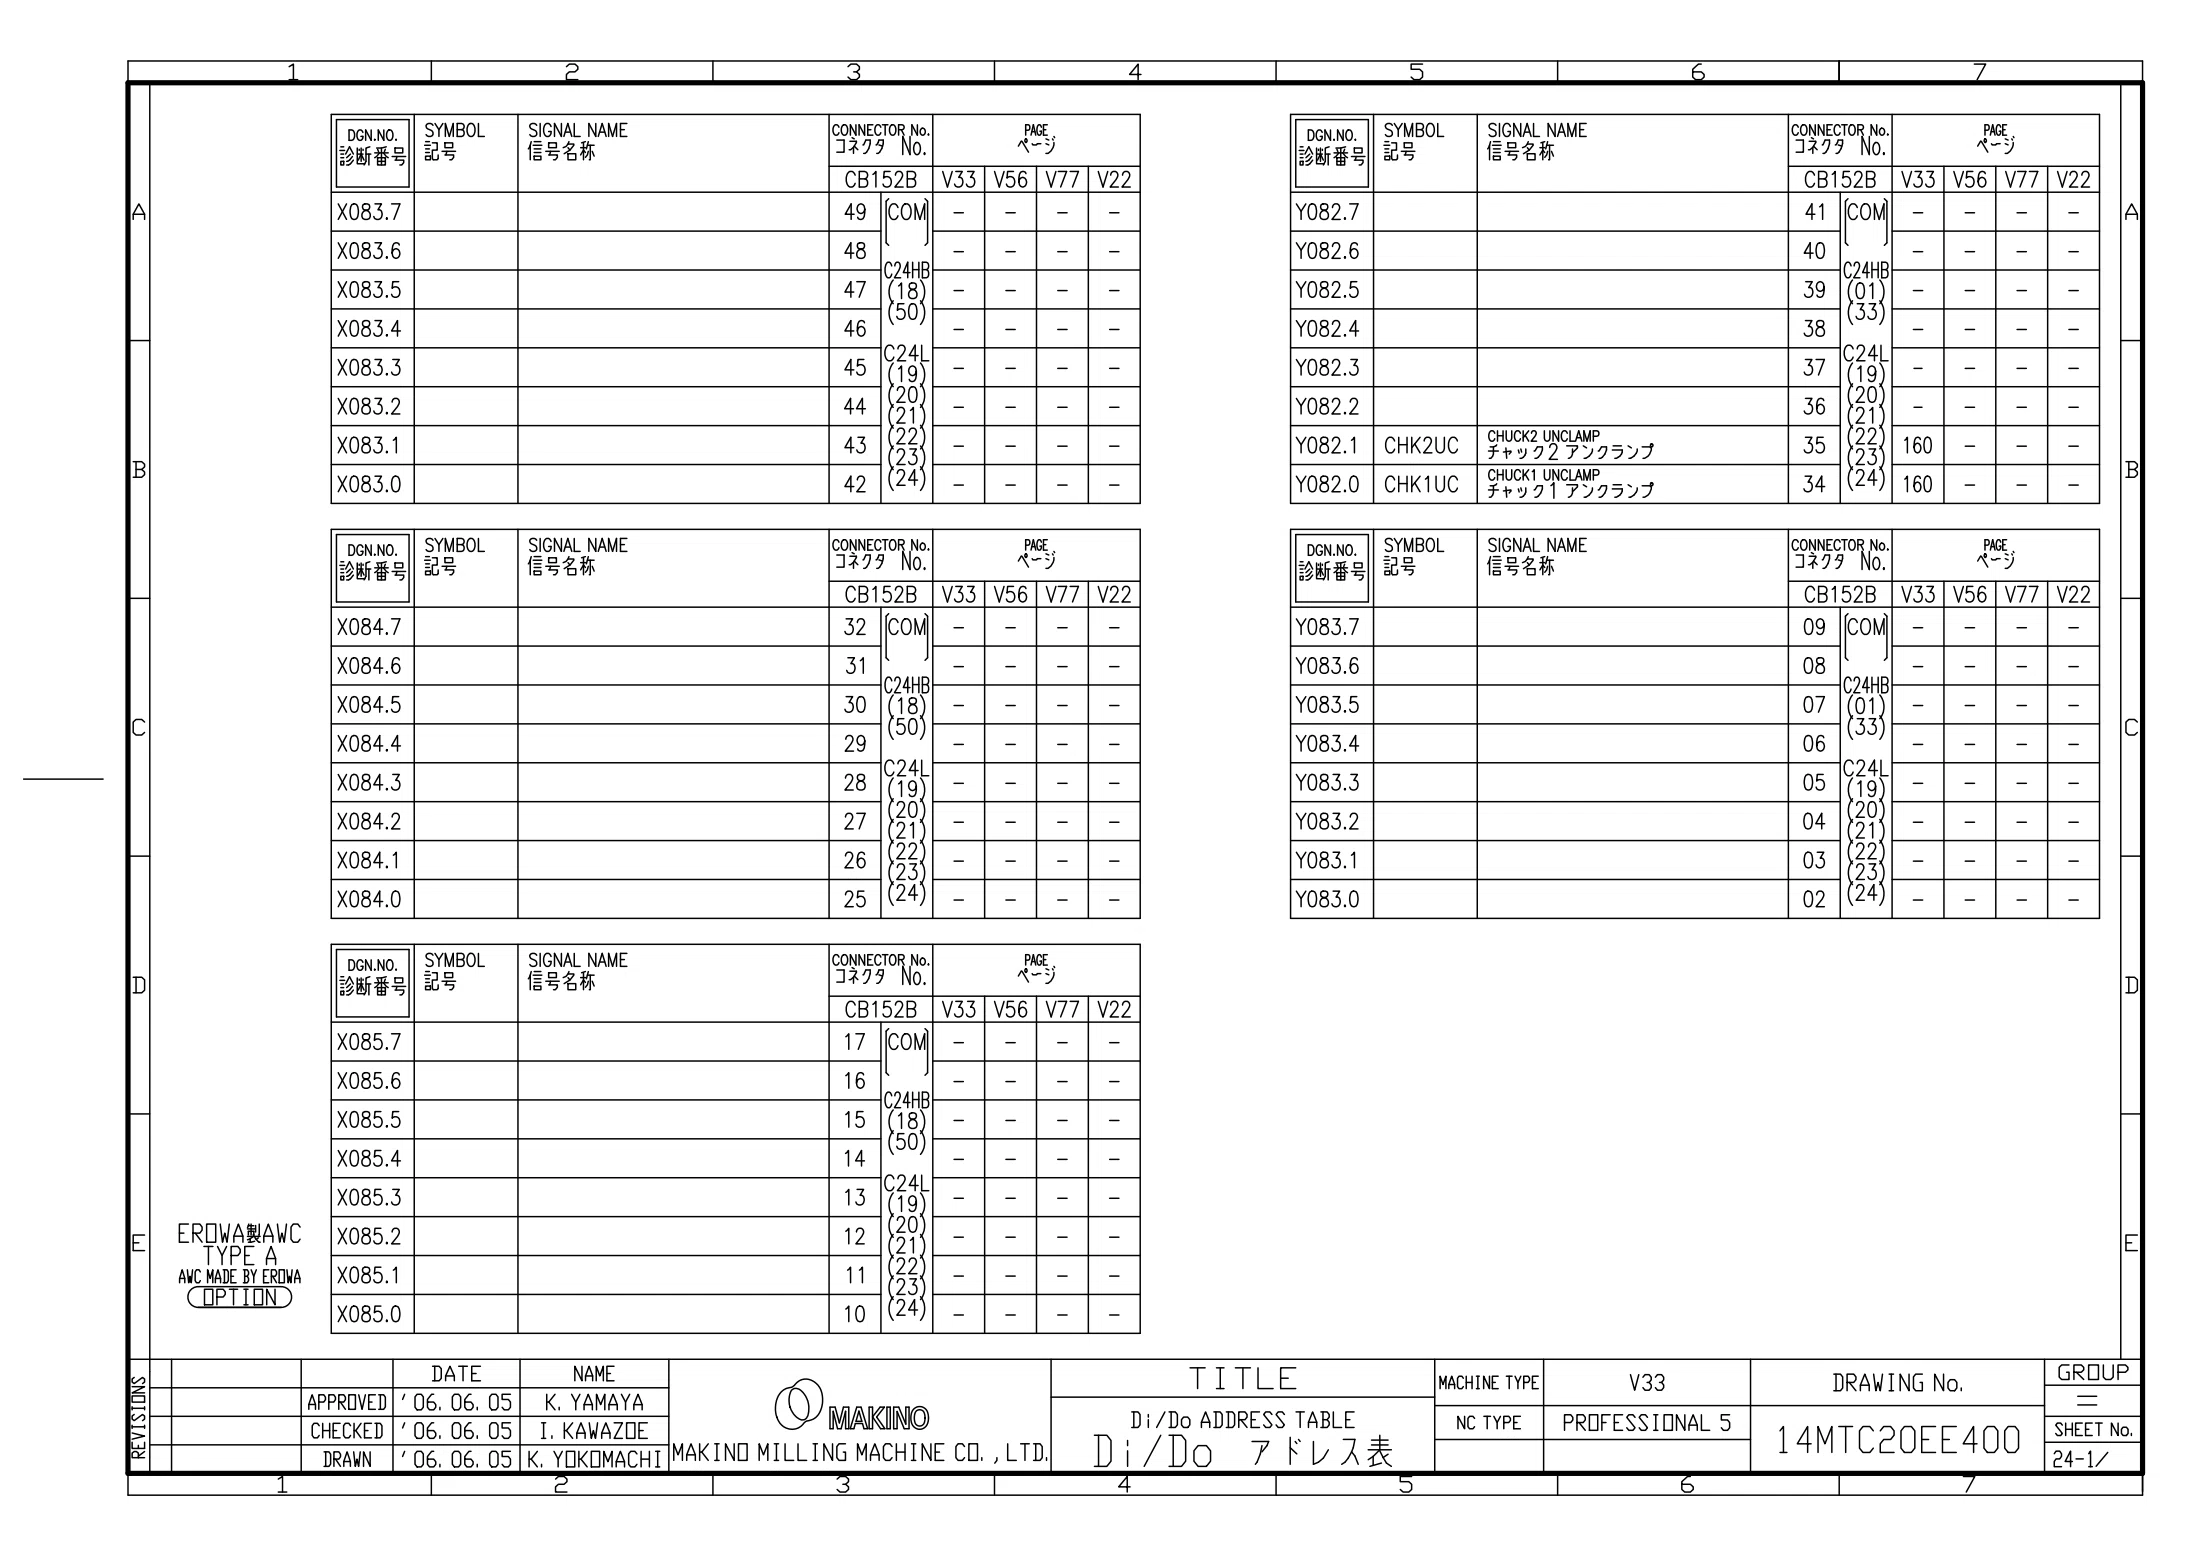 1 2 3 4 5 6 7
DGN.NO. 診断番号 SYMBOL 記号 SIGNAL NAME 信号名称 CONNECTOR No. コネクタ No. PAGE ページ
CB152B V33 V56 V77 V22
X083.7 49 (COM) – – – –
X083.6 48 – – – –
C24HB
X083.5 47 (18) – – – –
(50)
X083.4 46 – – – –
C24L
X083.3 45 (19) – – – –
(20)
X083.2 44 (21) – – – –
(22)
X083.1 43 (23) – – – –
X083.0 42 (24) – – – –
DGN.NO. 診断番号 SYMBOL 記号 SIGNAL NAME 信号名称 CONNECTOR No. コネクタ No. PAGE ページ
CB152B V33 V56 V77 V22
X084.7 32 (COM) – – – –
X084.6 31 – – – –
C24HB
X084.5 30 (18) – – – –
(50)
X084.4 29 – – – –
C24L
X084.3 28 (19) – – – –
(20)
X084.2 27 (21) – – – –
(22)
X084.1 26 (23) – – – –
X084.0 25 (24) – – – –
DGN.NO. 診断番号 SYMBOL 記号 SIGNAL NAME 信号名称 CONNECTOR No. コネクタ No. PAGE ページ
CB152B V33 V56 V77 V22
X085.7 17 (COM) – – – –
X085.6 16 – – – –
C24HB
X085.5 15 (18) – – – –
(50)
X085.4 14 – – – –
C24L
X085.3 13 (19) – – – –
(20)
X085.2 12 (21) – – – –
(22)
X085.1 11 (23) – – – –
X085.0 10 (24) – – – –
DGN.NO. 診断番号 SYMBOL 記号 SIGNAL NAME 信号名称 CONNECTOR No. コネクタ No. PAGE ページ
CB152B V33 V56 V77 V22
Y082.7 41 (COM) – – – –
Y082.6 40 – – – –
C24HB
Y082.5 39 (01) – – – –
(33)
Y082.4 38 – – – –
C24L
Y082.3 37 (19) – – – –
(20)
Y082.2 36 (21) – – – –
CHUCK2 UNCLAMP (22)
Y082.1 CHK2UC チャック2 アンクランプ 35 (23) 160 – – –
CHUCK1 UNCLAMP
Y082.0 CHK1UC チャック1 アンクランプ 34 (24) 160 – – –
DGN.NO. 診断番号 SYMBOL 記号 SIGNAL NAME 信号名称 CONNECTOR No. コネクタ No. PAGE ページ
CB152B V33 V56 V77 V22
Y083.7 09 (COM) – – – –
Y083.6 08 – – – –
C24HB
Y083.5 07 (01) – – – –
(33)
Y083.4 06 – – – –
C24L
Y083.3 05 (19) – – – –
(20)
Y083.2 04 (21) – – – –
(22)
Y083.1 03 (23) – – – –
Y083.0 02 (24) – – – –
A A
B B
C C
D D
E E
EROWA製AWC
TYPE A
AWC MADE BY EROWA
OPTION
REVISIONS
DATE NAME
APPROVED '06. 06. 05 K. YAMAYA
CHECKED '06. 06. 05 I. KAWAZOE
DRAWN '06. 06. 05 K. YOKOMACHI
MAKINO
MAKINO MILLING MACHINE CO. , LTD.
TITLE
Di/Do ADDRESS TABLE
Di/Do アドレス表
MACHINE TYPE V33
NC TYPE PROFESSIONAL 5
DRAWING No.
14MTC20EE400
GROUP
=
SHEET No.
24-1/
1 2 3 4 5 6 7